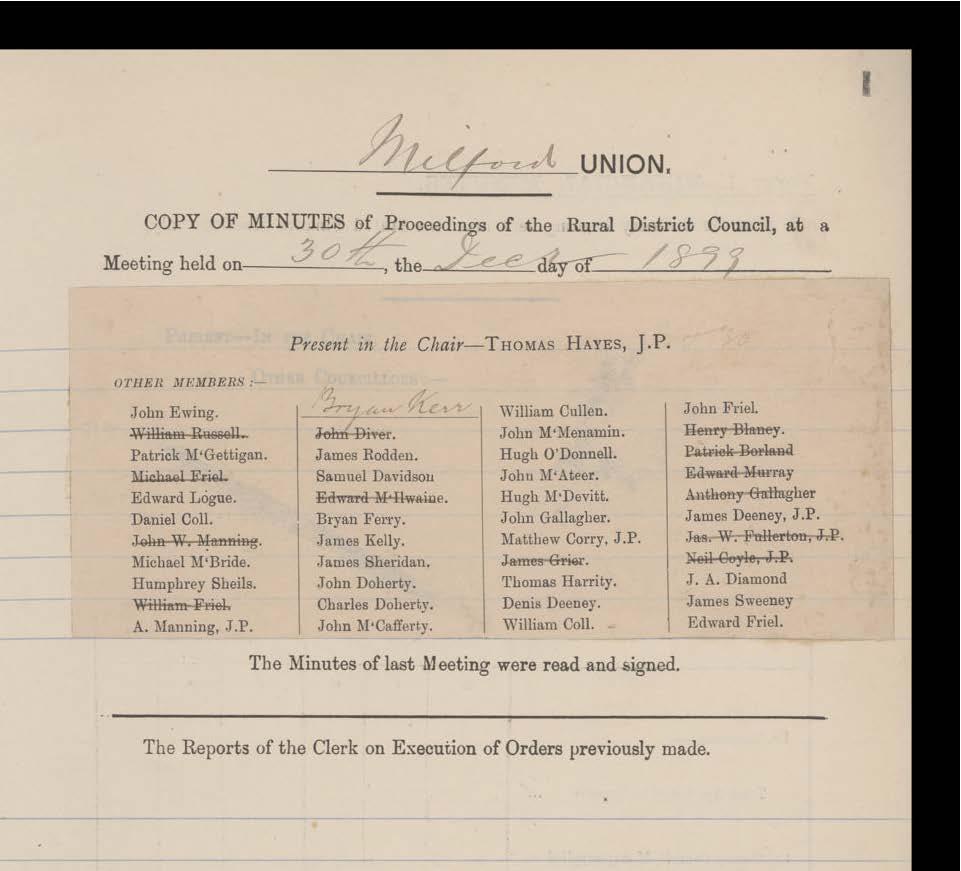 1
Milford UNION.
COPY OF MINUTES of Proceedings of the Rural District Council, at a
Meeting held on 30th, the Decr day of 1899
Present in the Chair—THOMAS HAYES, J.P.
OTHER MEMBERS :—
John Ewing.
William Russell.
Patrick M‘Gettigan.
Michael Friel.
Edward Logue.
Daniel Coll.
John W. Manning.
Michael M‘Bride.
Humphrey Sheils.
William Friel.
A. Manning, J.P.
Bryan Kerr
John Diver.
James Rodden.
Samuel Davidson
Edward M‘Ilwaine.
Bryan Ferry.
James Kelly.
James Sheridan.
John Doherty.
Charles Doherty.
John M‘Cafferty.
William Cullen.
John M‘Menamin.
Hugh O’Donnell.
John M‘Ateer.
Hugh M‘Devitt.
John Gallagher.
Matthew Corry, J.P.
James Grier.
Thomas Harrity.
Denis Deeney.
William Coll.
John Friel.
Henry Blaney.
Patrick Borland
Edward Murray
Anthony Gallagher
James Deeney, J.P.
Jas. W. Fullerton, J.P.
Neil Coyle, J.P.
J. A. Diamond
James Sweeney
Edward Friel.
The Minutes of last Meeting were read and signed.
The Reports of the Clerk on Execution of Orders previously made.